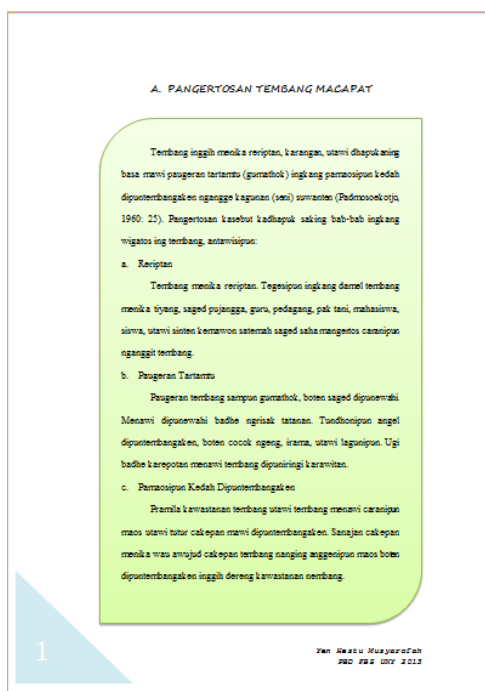 A. PANGERTOSAN TEMBANG MACAPAT
Tembang inggih menika reriptan, karangan, utawi dhapukaning
basa mawi paugeran tartamtu (gumathok) ingkang pamaosipun kedah
dipuntembangaken ngangge kagunan (seni) suwanten (Padmosoekotjo,
1960: 25). Pangertosan kasebut kadhapuk saking bab-bab ingkang
wigatos ing tembang, antawisipun:
a. Reriptan
Tembang menika reriptan. Tegesipun ingkang damel tembang
menika tiyang, saged pujangga, guru, pedagang, pak tani, mahasiswa,
siswa, utawi sinten kemawon satemah saged saha mangertos caranipun
nganggit tembang.
b. Paugeran Tartamtu
Paugeran tembang sampun gumathok, boten saged dipunewahi
Menawi dipunewahi badhe ngrisak tatanan. Tundhonipun angel
dipuntembangaken, boten cocok ngeng, irama, utawi lagunipun. Ugi
badhe karepotan menawi tembang dipuniringi karawitan.
c. Pamaosipun Kedah Dipuntembangaken
Pramila kawastanan tembang utawi tembang menawi caranipun
maos utawi tutur cakepan mawi dipuntembangaken. Sanajan cakepan
menika wau awujud cakepan tembang nanging anggenipun maos boten
dipuntembangaken inggih dereng kawastanan nembang.
1
Yen Hestu Musyarofah
PBD FBS UNY 2013